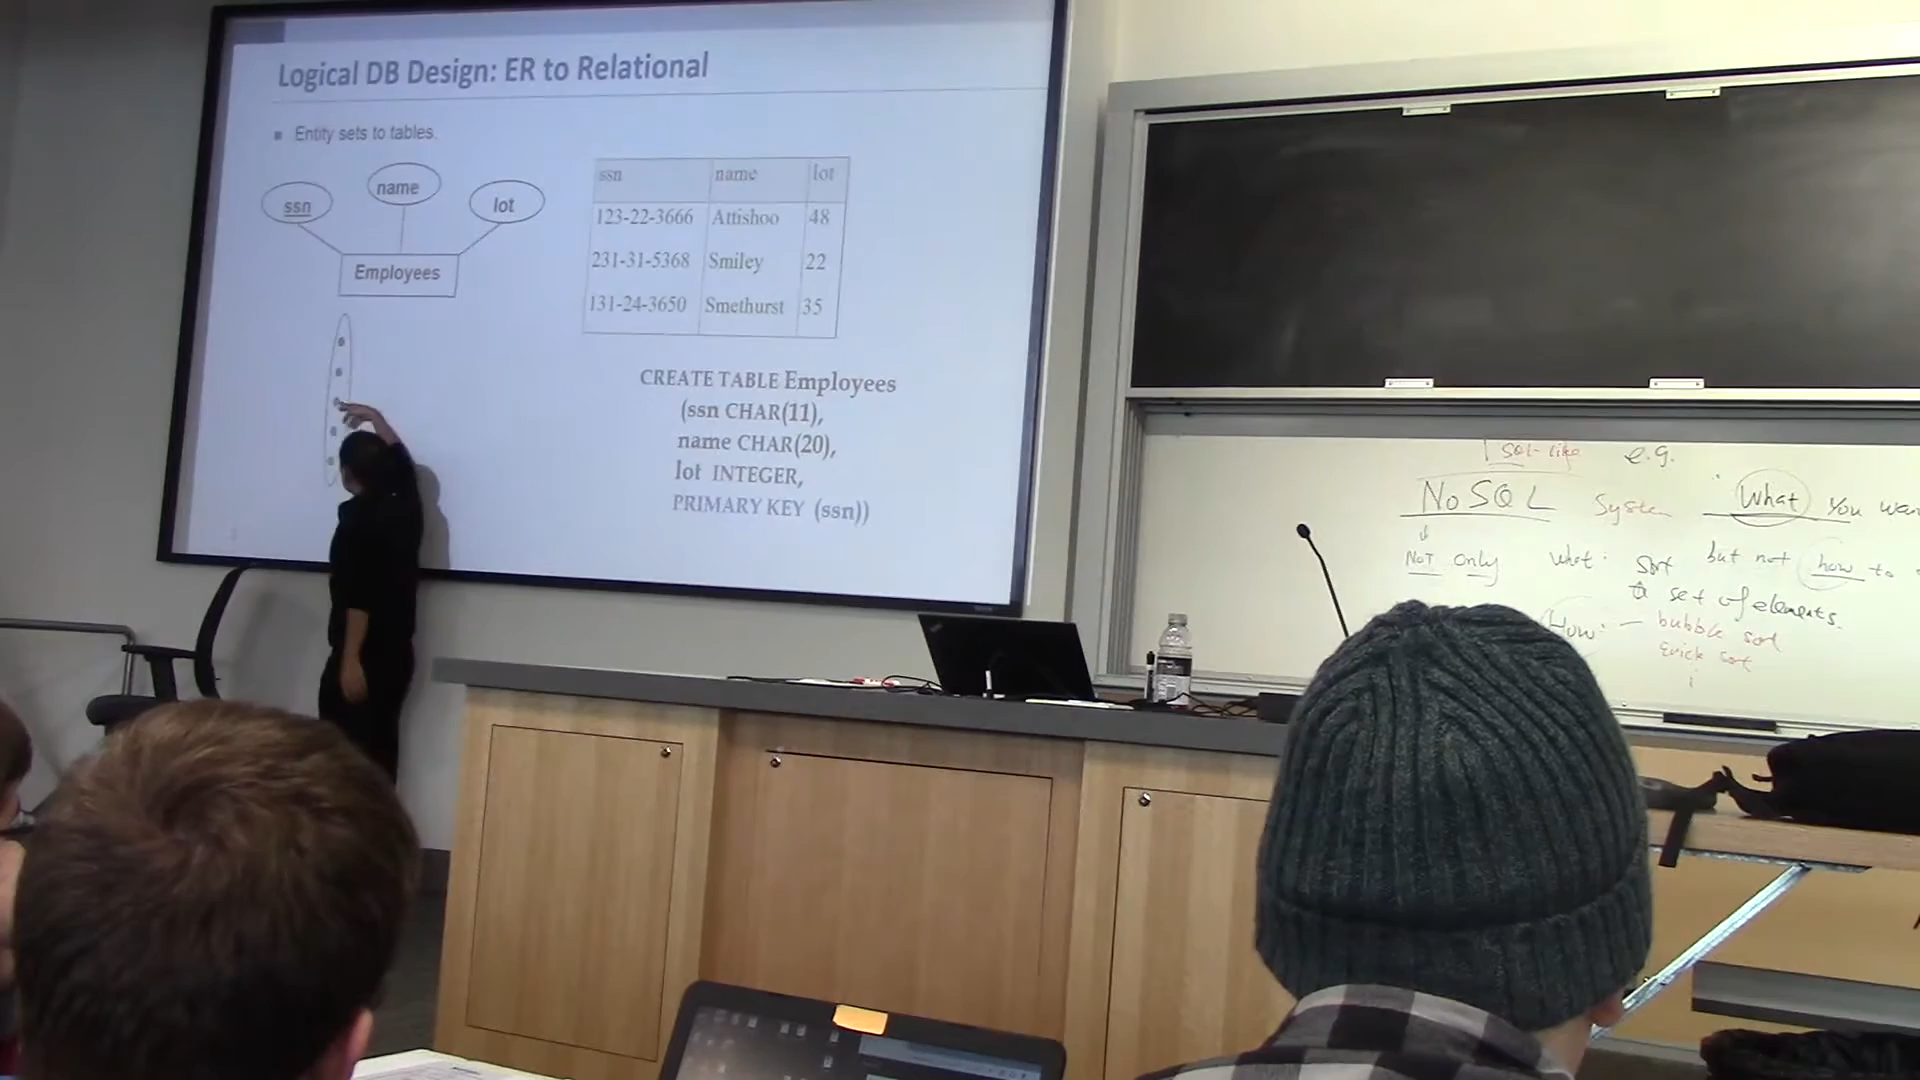 Logical DB Design: ER to Relational
Entity sets to tables.
ssn
name
lot
Employees
ssn name lot
123-22-3666 Attishoo 48
231-31-5368 Smiley 22
131-24-3650 Smethurst 35
CREATE TABLE Employees
(ssn CHAR(11),
name CHAR(20),
lot INTEGER,
PRIMARY KEY (ssn))
sql-like e.g.
NoSQL System What You
Not only what: sort but not how to
a set of elements.
How: – bubble sort
quick sort